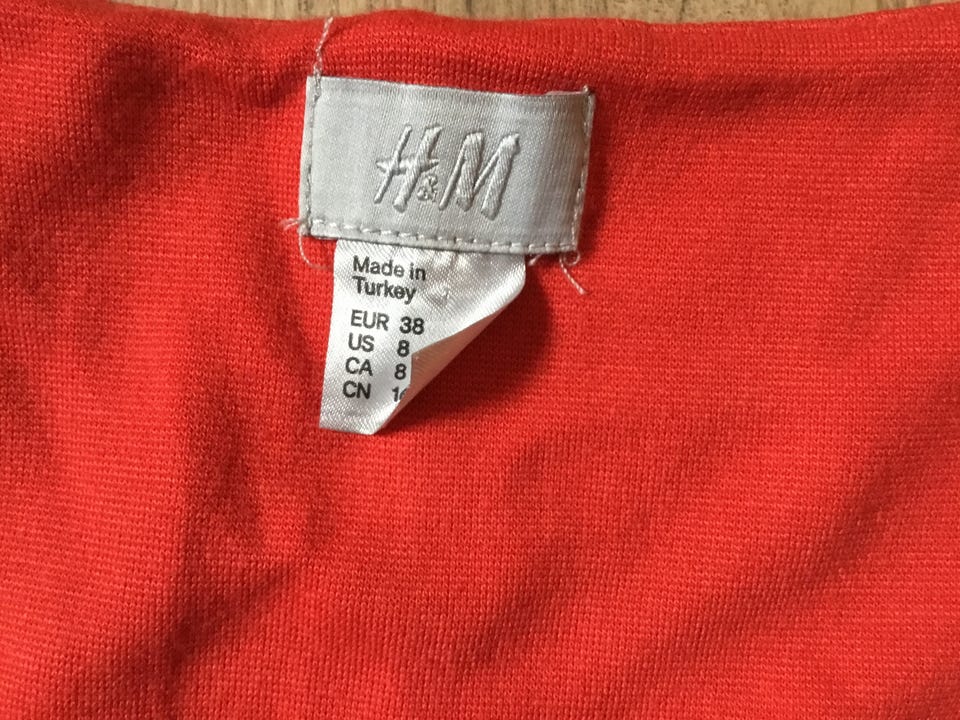 H&M
Made in
Turkey
EUR 38
US 8
CA 8
CN